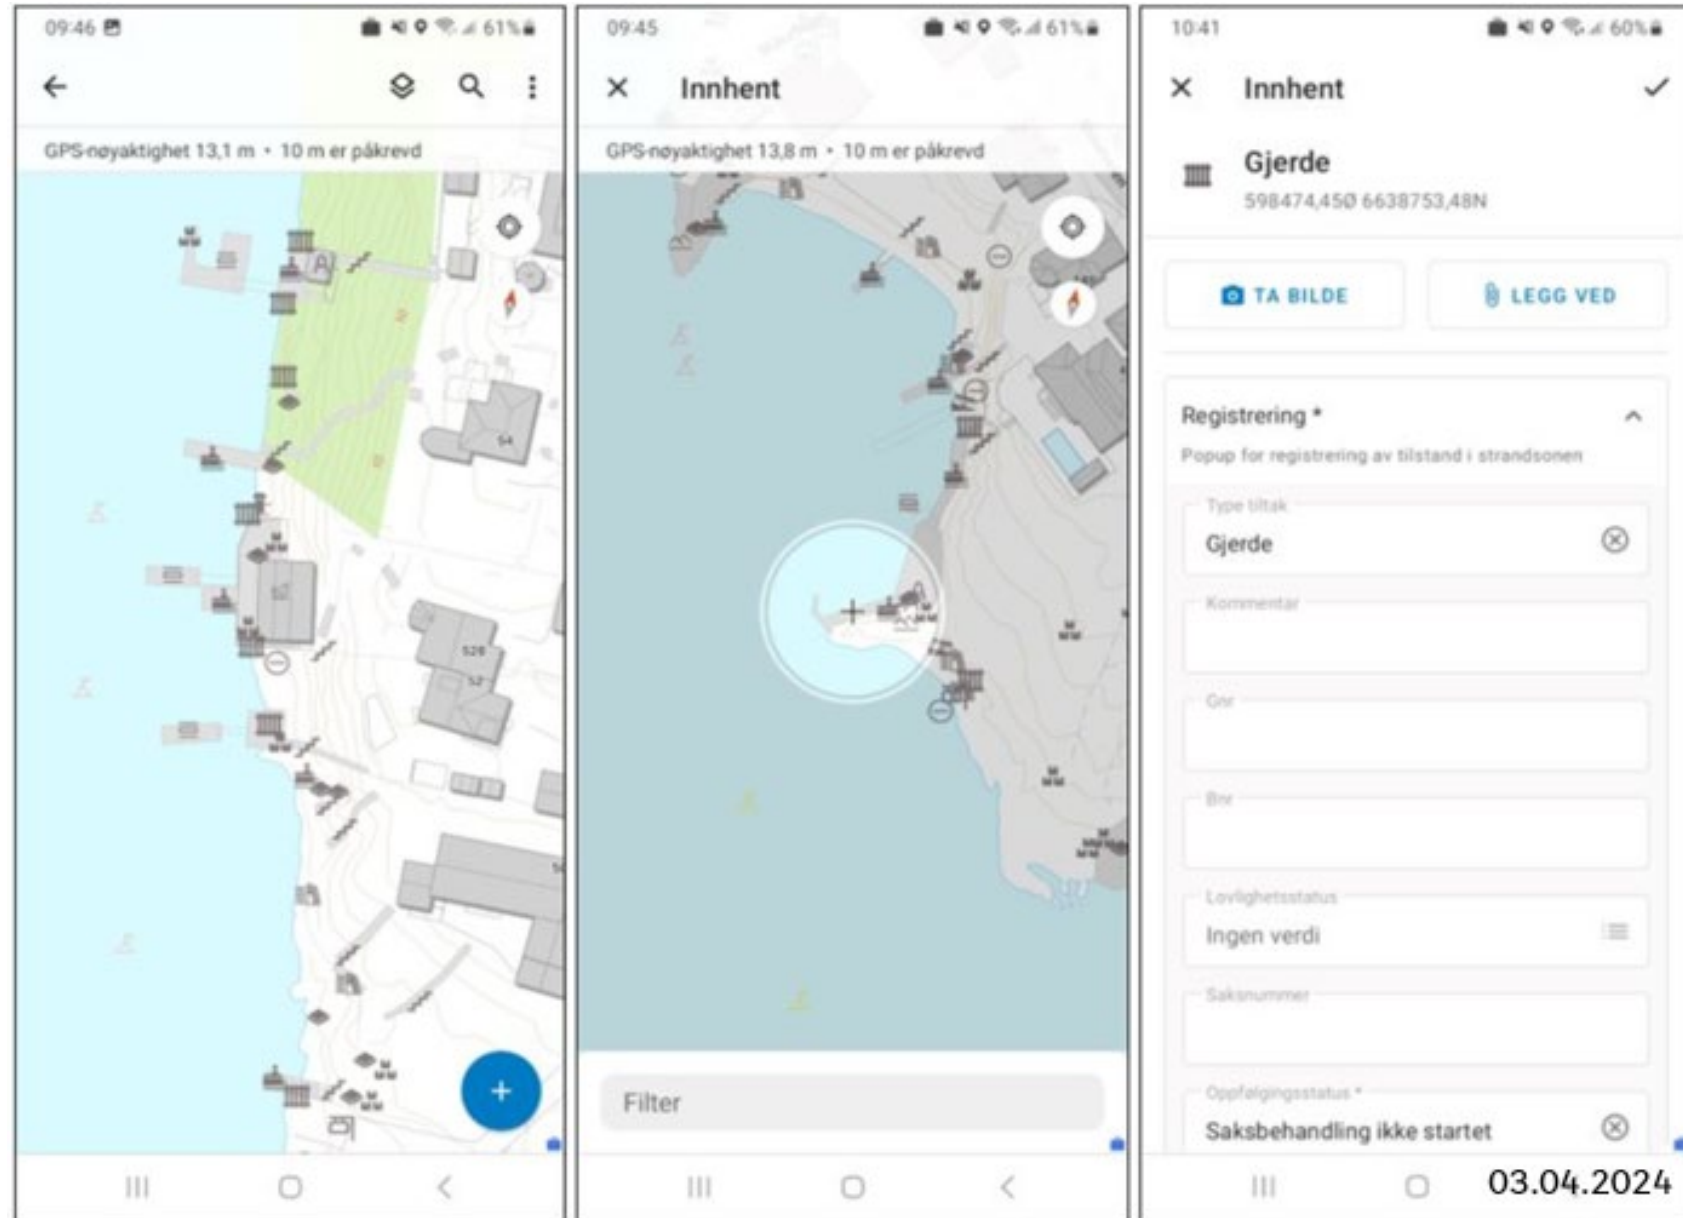 09:46
61%
GPS-nøyaktighet 13,1 m • 10 m er påkrevd
54
528
52
09:45
61%
Innhent
GPS-nøyaktighet 13,8 m • 10 m er påkrevd
Filter
10:41
60%
Innhent
Gjerde
598474,45Ø 6638753,48N
TA BILDE
LEGG VED
Registrering *
Popup for registrering av tilstand i strandsonen
Type tiltak
Gjerde
Kommentar
Gnr
Bnr
Lovlighetsstatus
Ingen verdi
Saksnummer
Oppfølgingsstatus *
Saksbehandling ikke startet
03.04.2024